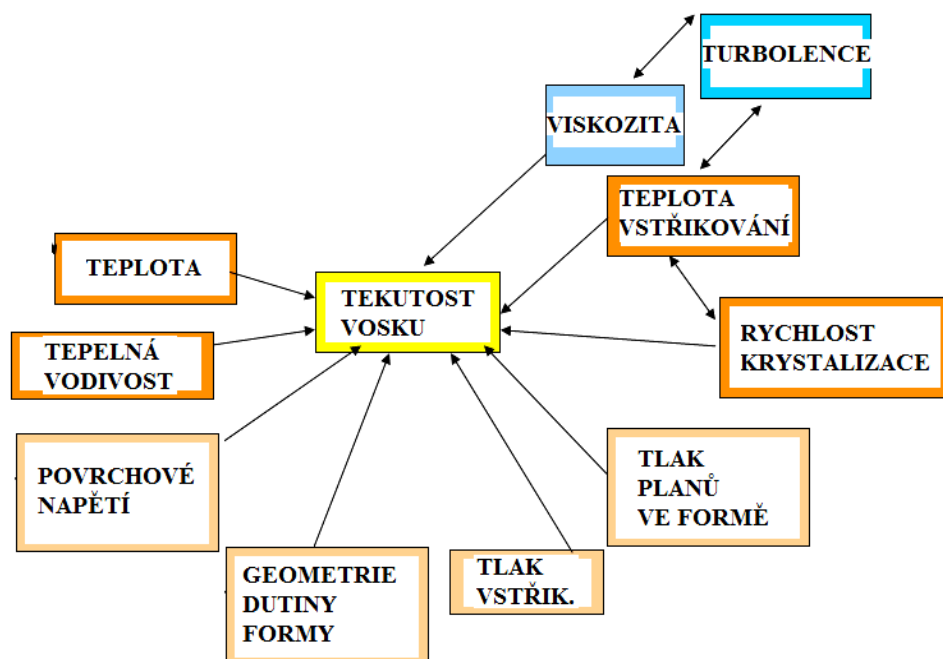 TURBOLENCE
VISKOZITA
TEPLOTA
VSTŘIKOVÁNÍ
TEPLOTA
TEKUTOST
VOSKU
RYCHLOST
KRYSTALIZACE
TEPELNÁ
VODIVOST
POVRCHOVÉ
NAPĚTÍ
TLAK
PLANŮ
VE FORMĚ
GEOMETRIE
DUTINY
FORMY
TLAK
VSTŘIK.